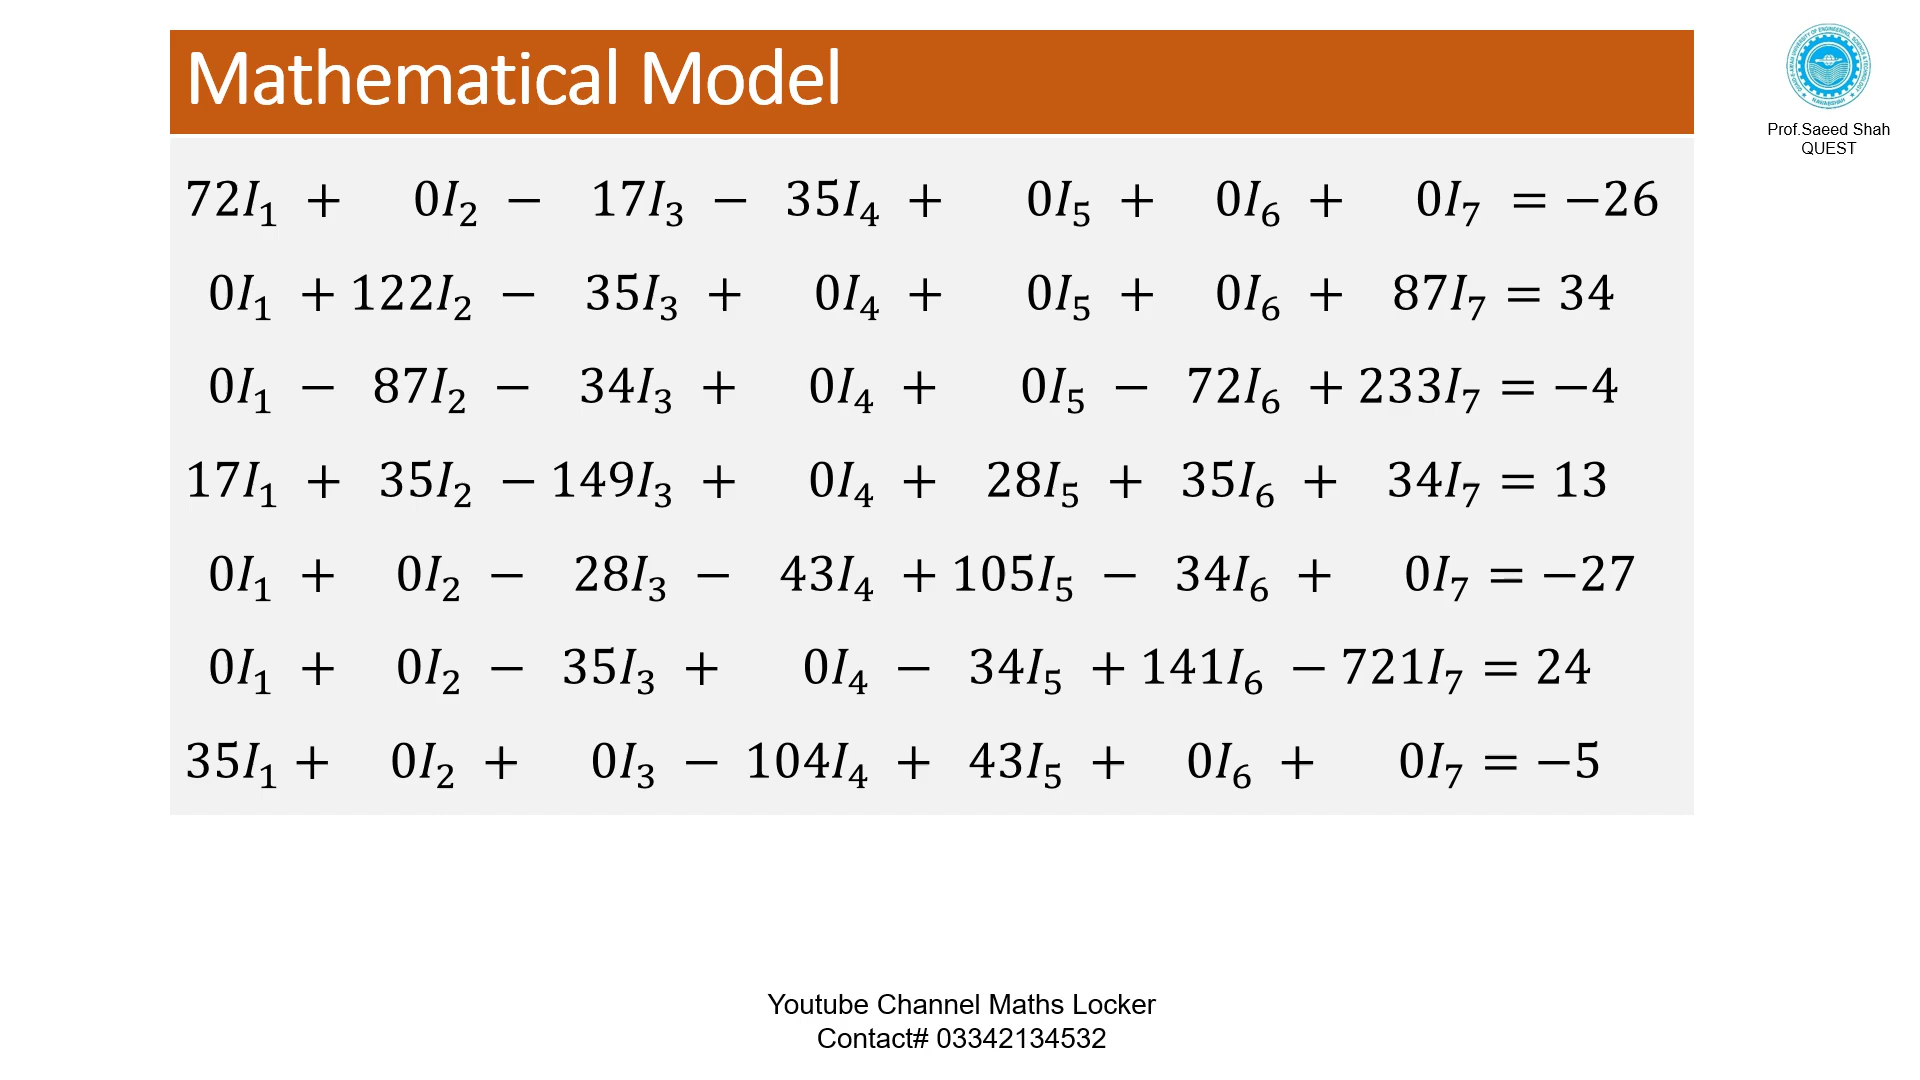 Mathematical Model
Prof.Saeed Shah
QUEST
72I₁ + 0I₂ − 17I₃ − 35I₄ + 0I₅ + 0I₆ + 0I₇ = −26
0I₁ + 122I₂ − 35I₃ + 0I₄ + 0I₅ + 0I₆ + 87I₇ = 34
0I₁ − 87I₂ − 34I₃ + 0I₄ + 0I₅ − 72I₆ + 233I₇ = −4
17I₁ + 35I₂ − 149I₃ + 0I₄ + 28I₅ + 35I₆ + 34I₇ = 13
0I₁ + 0I₂ − 28I₃ − 43I₄ + 105I₅ − 34I₆ + 0I₇ = −27
0I₁ + 0I₂ − 35I₃ + 0I₄ − 34I₅ + 141I₆ − 721I₇ = 24
35I₁ + 0I₂ + 0I₃ − 104I₄ + 43I₅ + 0I₆ + 0I₇ = −5
Youtube Channel Maths Locker
Contact# 03342134532